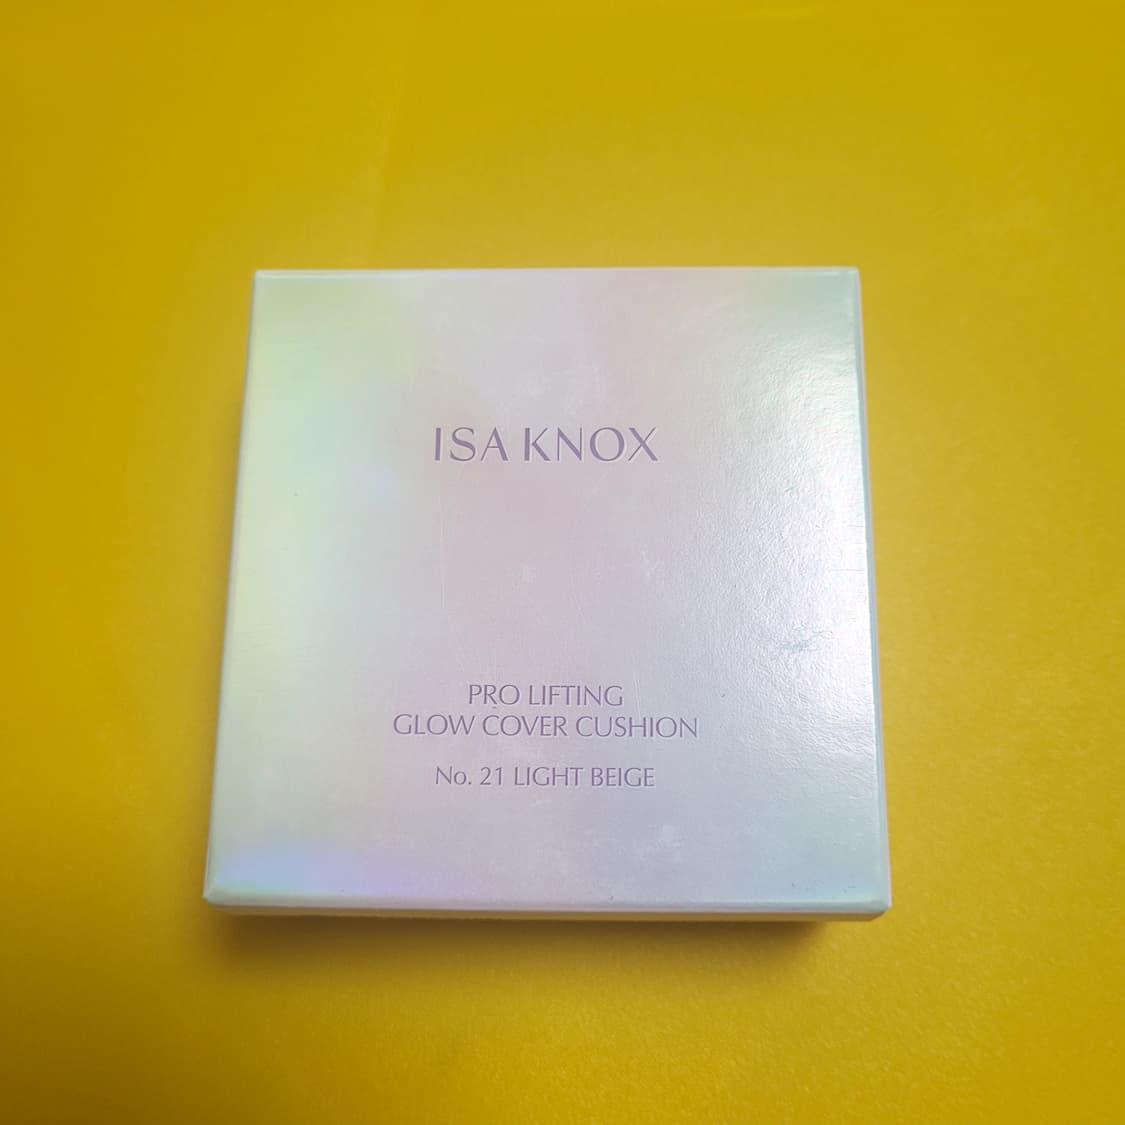 ISA KNOX
PRO LIFTING
GLOW COVER CUSHION
No. 21 LIGHT BEIGE